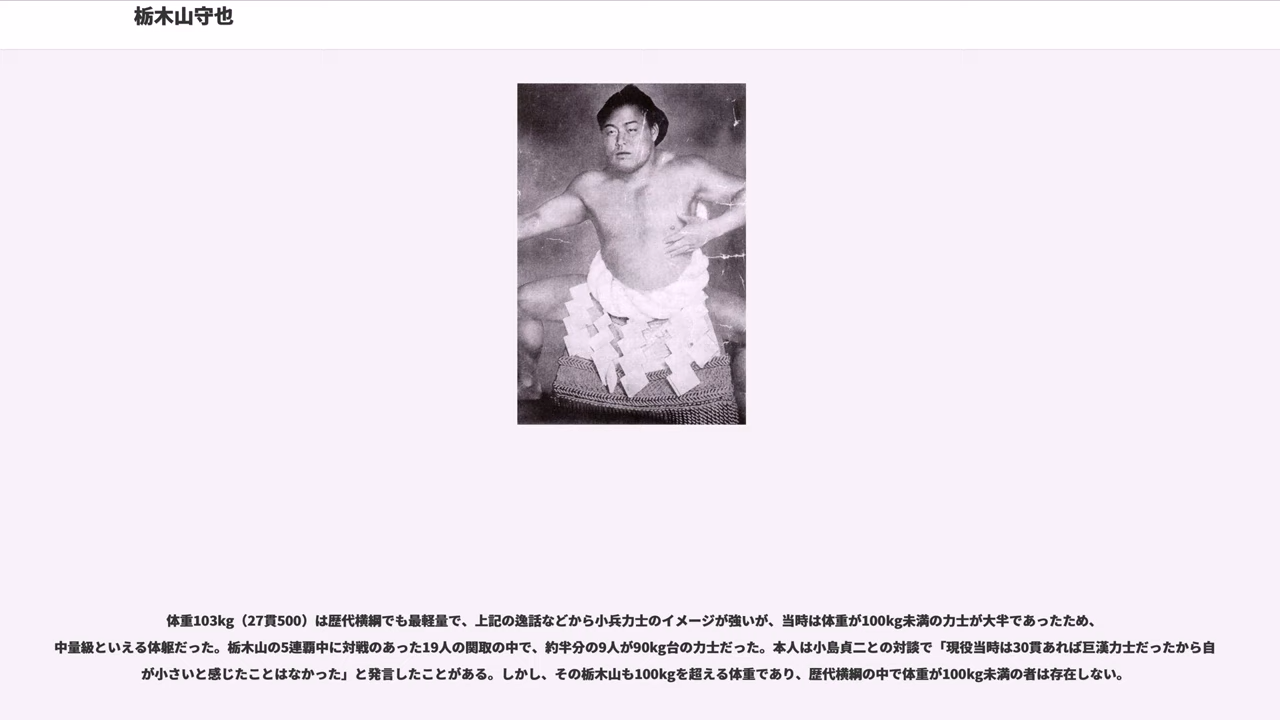 栃木山守也
体重103kg（27貫500）は歴代横綱でも最軽量で、上記の逸話などから小兵力士のイメージが強いが、当時は体重が100kg未満の力士が大半であったため、
中量級といえる体躯だった。栃木山の5連覇中に対戦のあった19人の関取の中で、約半分の9人が90kg台の力士だった。本人は小島貞二との対談で「現役当時は30貫あれば巨漢力士だったから自
が小さいと感じたことはなかった」と発言したことがある。しかし、その栃木山も100kgを超える体重であり、歴代横綱の中で体重が100kg未満の者は存在しない。